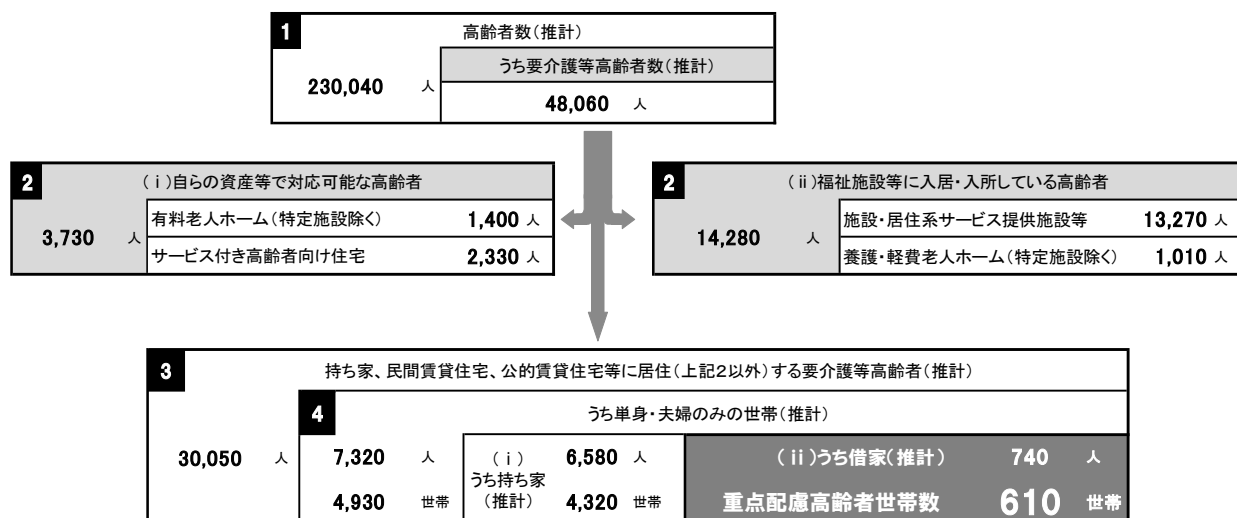 1 高齢者数(推計)
うち要介護等高齢者数(推計)
230,040 人
48,060 人
2 (ⅰ)自らの資産等で対応可能な高齢者
3,730 人
有料老人ホーム(特定施設除く) 1,400 人
サービス付き高齢者向け住宅 2,330 人
2 (ⅱ)福祉施設等に入居・入所している高齢者
14,280 人
施設・居住系サービス提供施設等 13,270 人
養護・軽費老人ホーム(特定施設除く) 1,010 人
3 持ち家、民間賃貸住宅、公的賃貸住宅等に居住(上記2以外)する要介護等高齢者(推計)
30,050 人
4 うち単身・夫婦のみの世帯(推計)
7,320 人
4,930 世帯
(ⅰ)
うち持ち家
(推計)
6,580 人
4,320 世帯
(ⅱ)うち借家(推計) 740 人
重点配慮高齢者世帯数 610 世帯